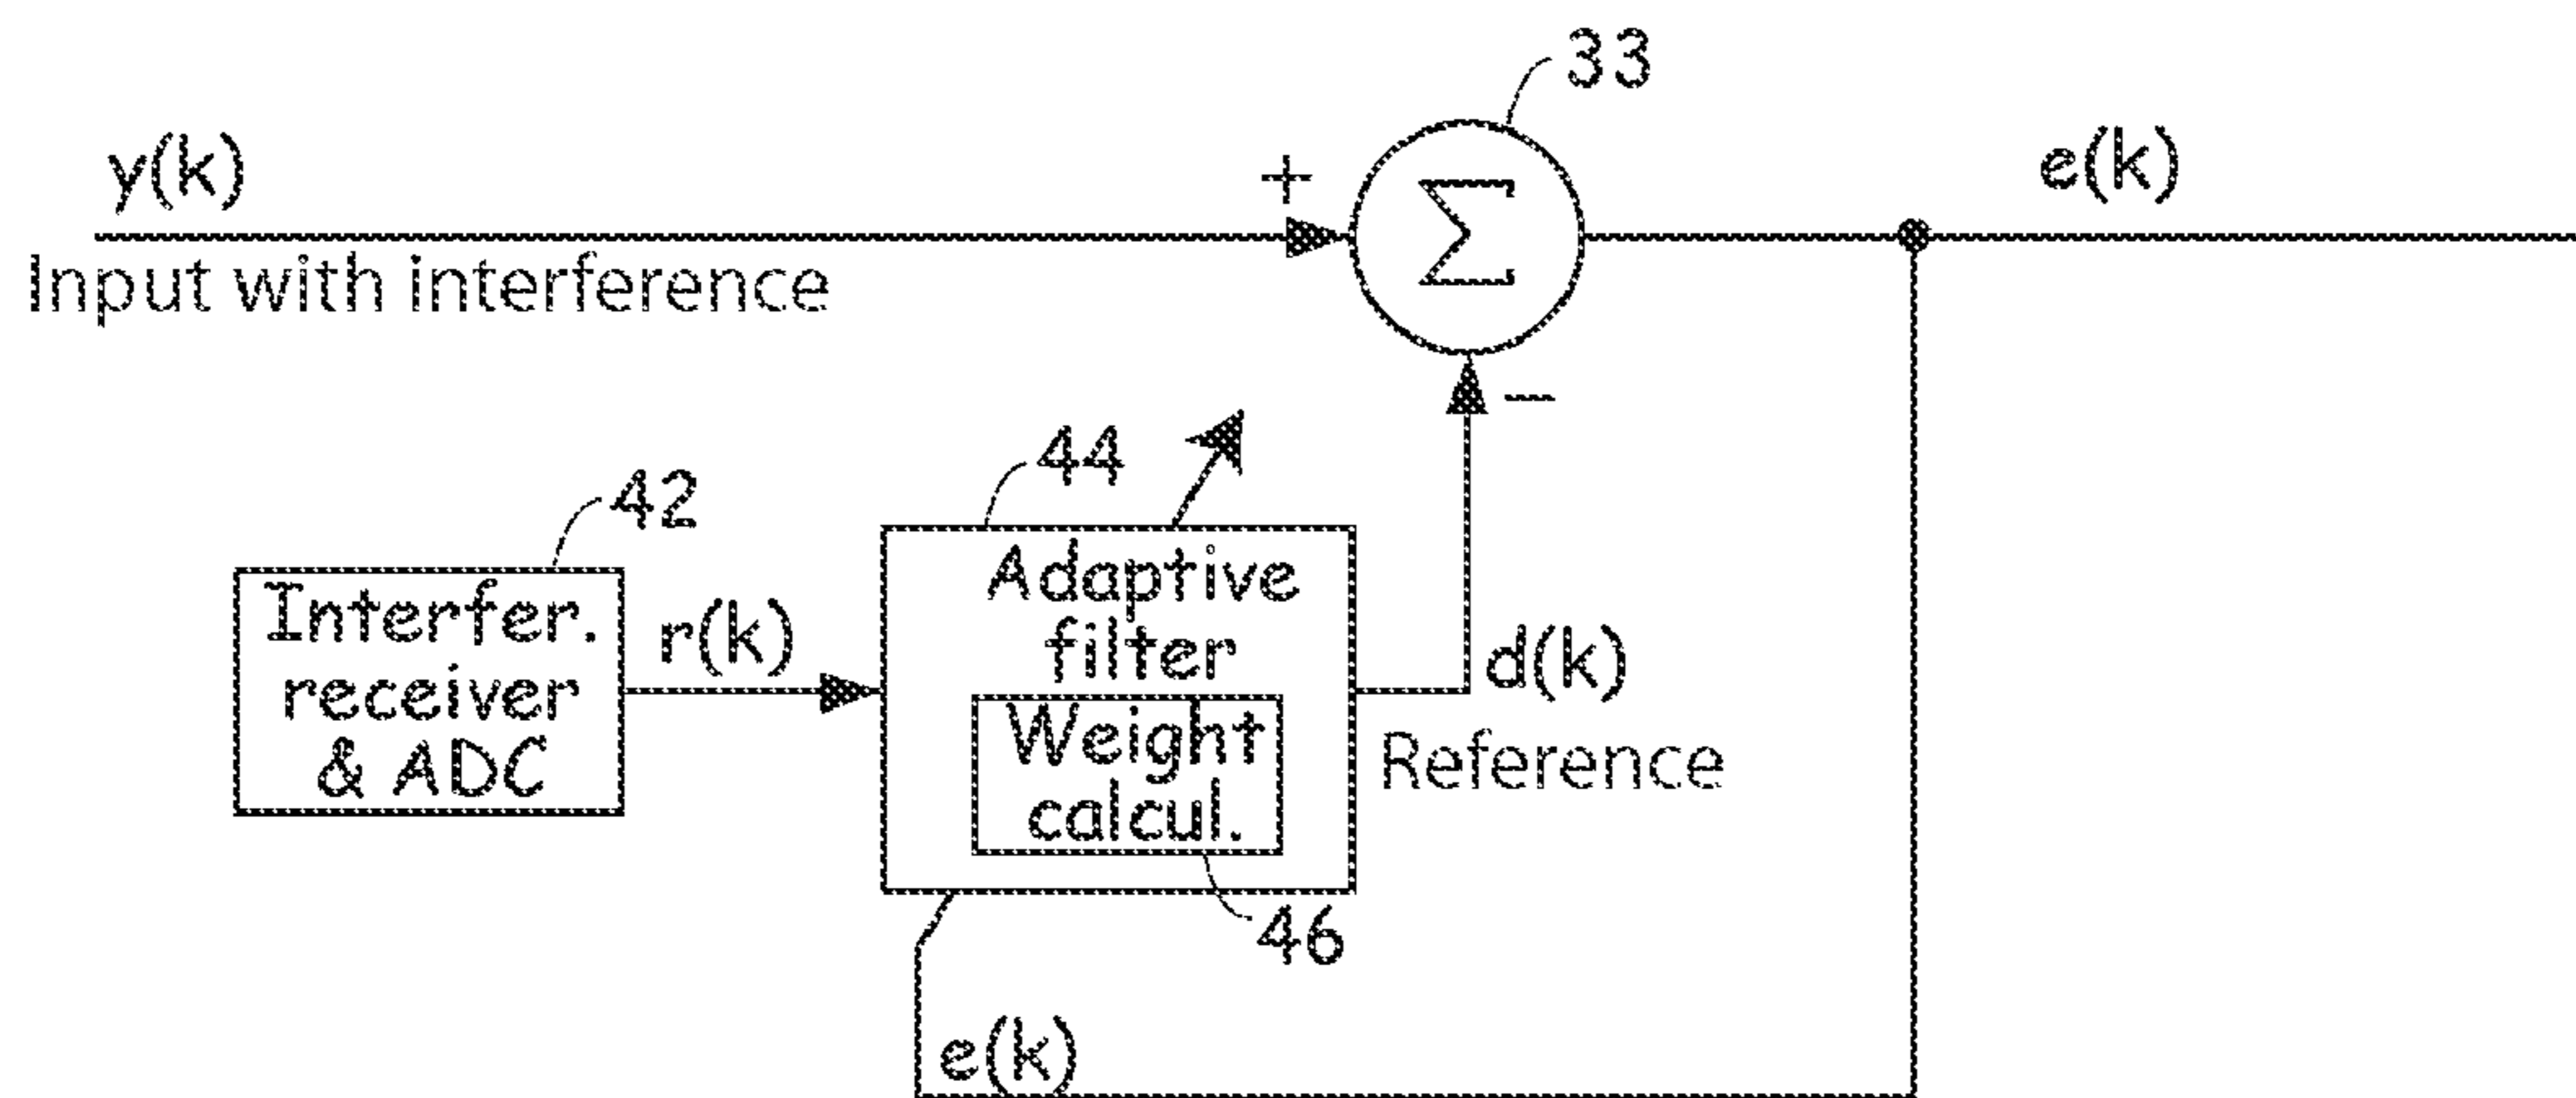 33
y(k)
+
Σ
e(k)
Input with interference
−
44
42
Adaptive
filter
Interfer.
receiver
& ADC
r(k)
d(k)
Weight
calcul.
Reference
46
e(k)